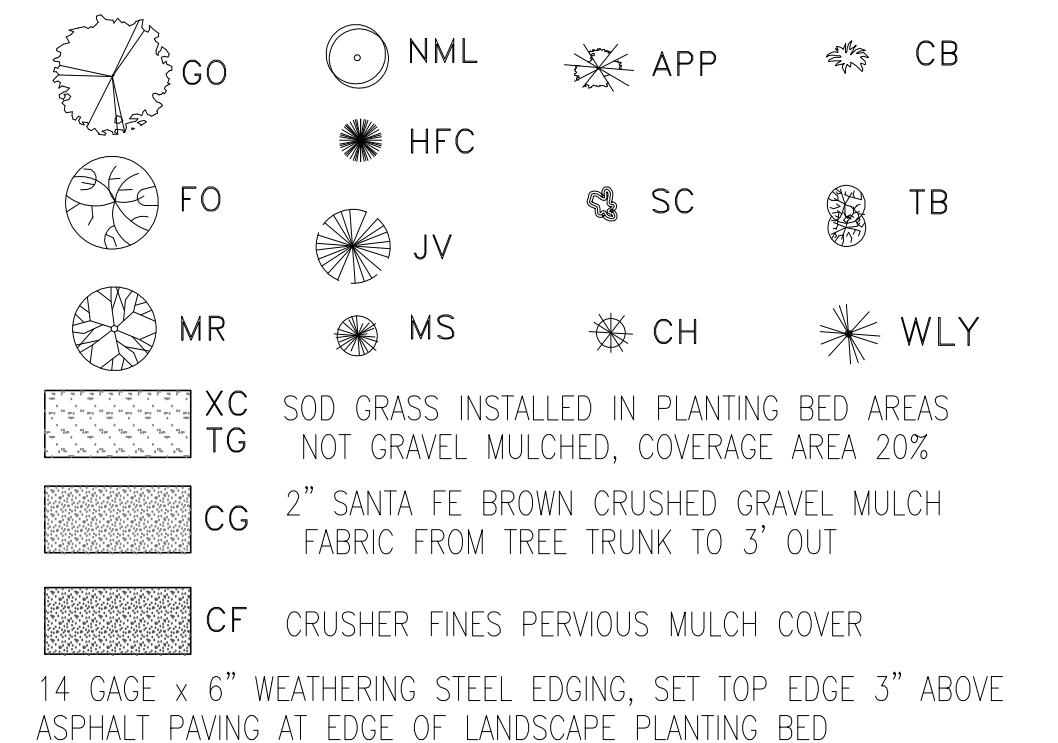 GO
NML
APP
CB
HFC
FO
SC
TB
JV
MR
MS
CH
WLY
XC
TG
SOD GRASS INSTALLED IN PLANTING BED AREAS
NOT GRAVEL MULCHED, COVERAGE AREA 20%
CG
2" SANTA FE BROWN CRUSHED GRAVEL MULCH
FABRIC FROM TREE TRUNK TO 3' OUT
CF
CRUSHER FINES PERVIOUS MULCH COVER
14 GAGE x 6" WEATHERING STEEL EDGING, SET TOP EDGE 3" ABOVE
ASPHALT PAVING AT EDGE OF LANDSCAPE PLANTING BED